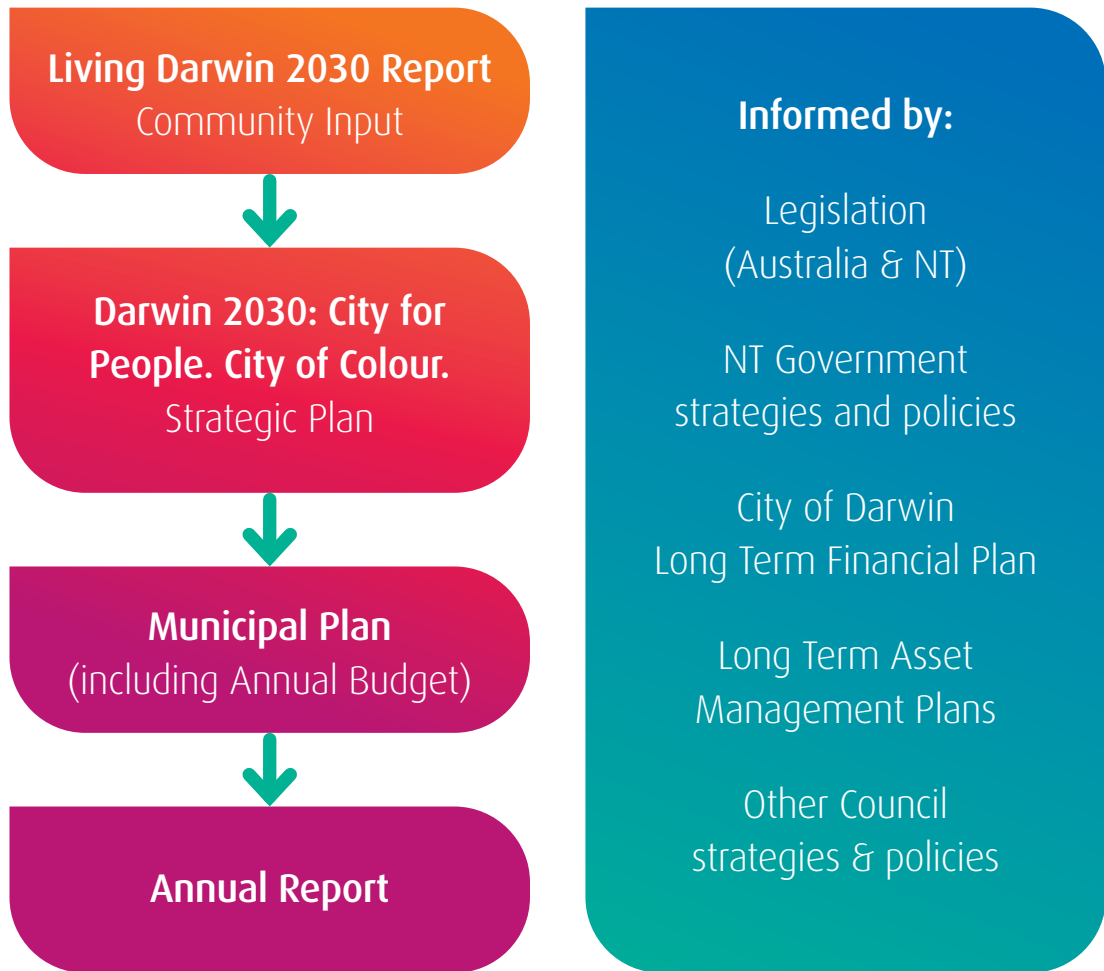 Living Darwin 2030 Report
Community Input
Darwin 2030: City for
People. City of Colour.
Strategic Plan
Municipal Plan
(including Annual Budget)
Annual Report
Informed by:
Legislation
(Australia & NT)
NT Government
strategies and policies
City of Darwin
Long Term Financial Plan
Long Term Asset
Management Plans
Other Council
strategies & policies